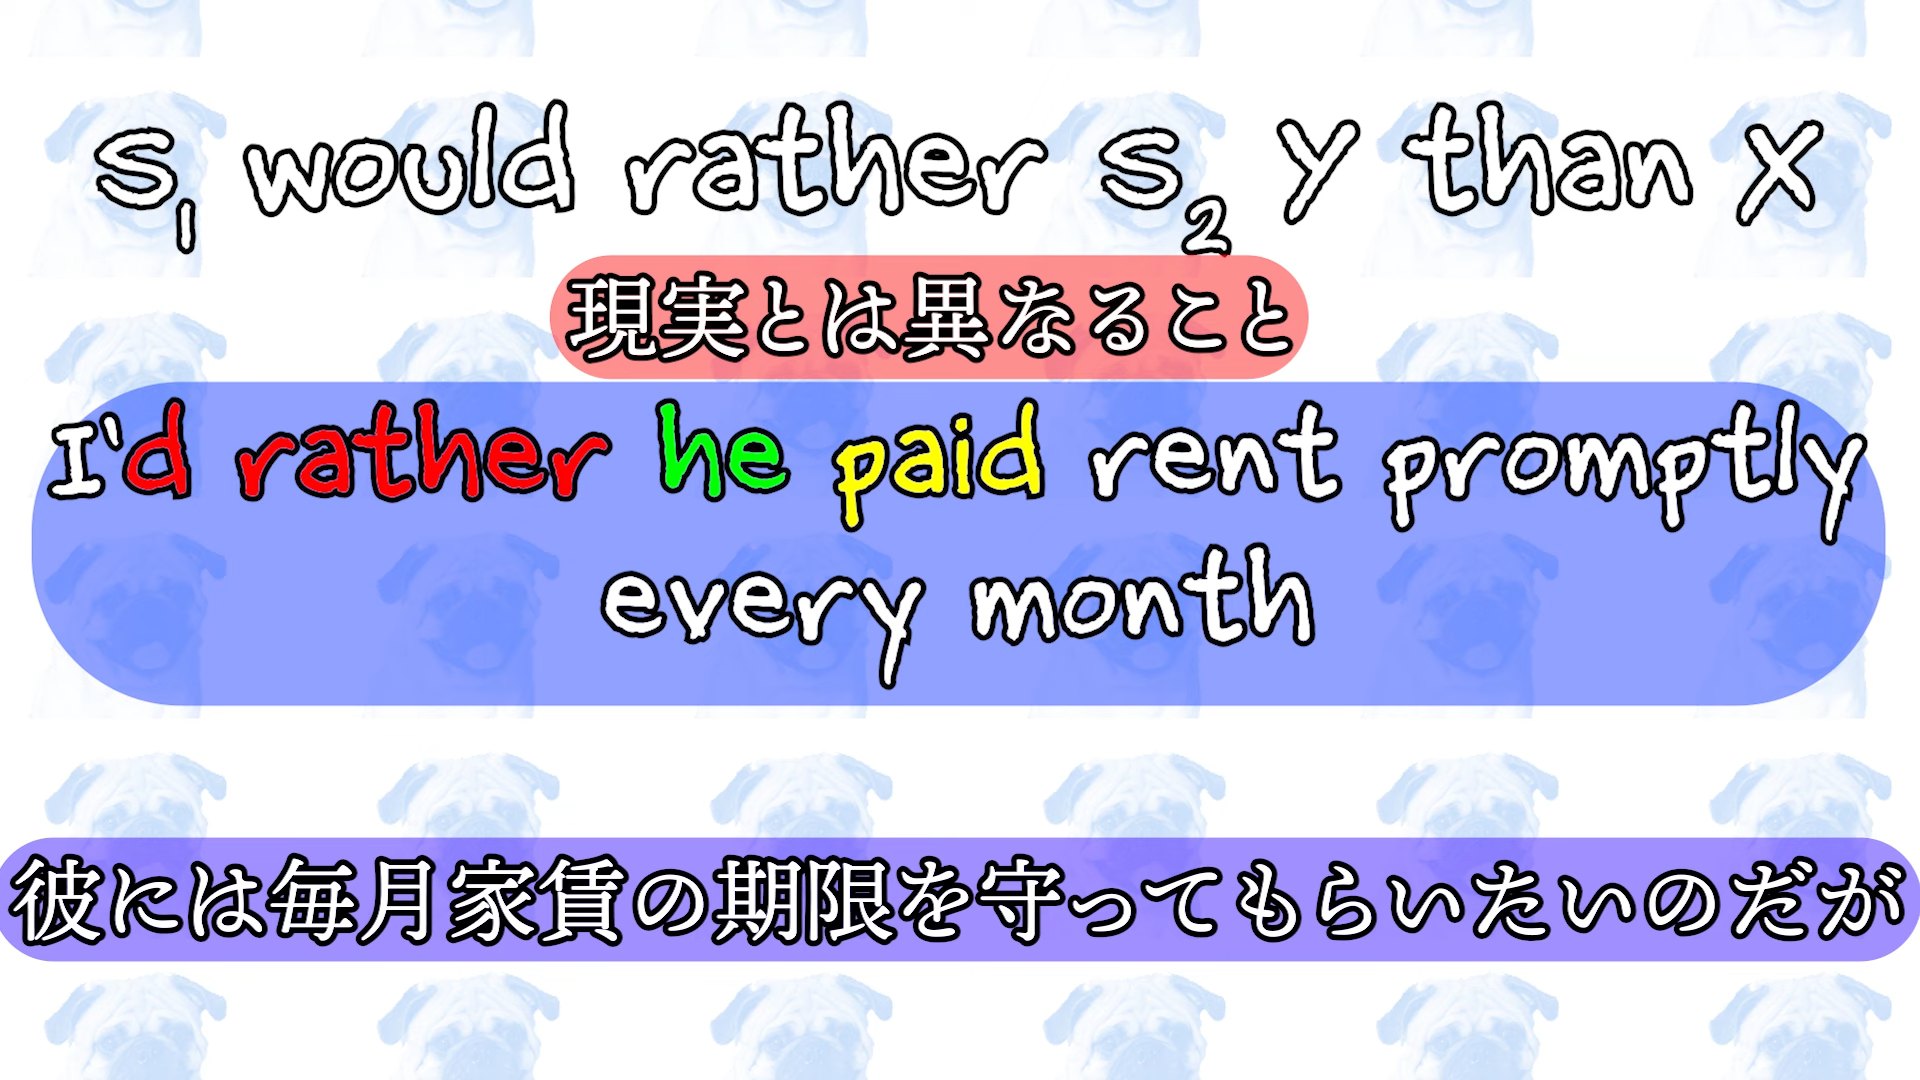 s₁ would rather s₂ y than x
現実とは異なること
I'd rather he paid rent promptly
every month
彼には毎月家賃の期限を守ってもらいたいのだが